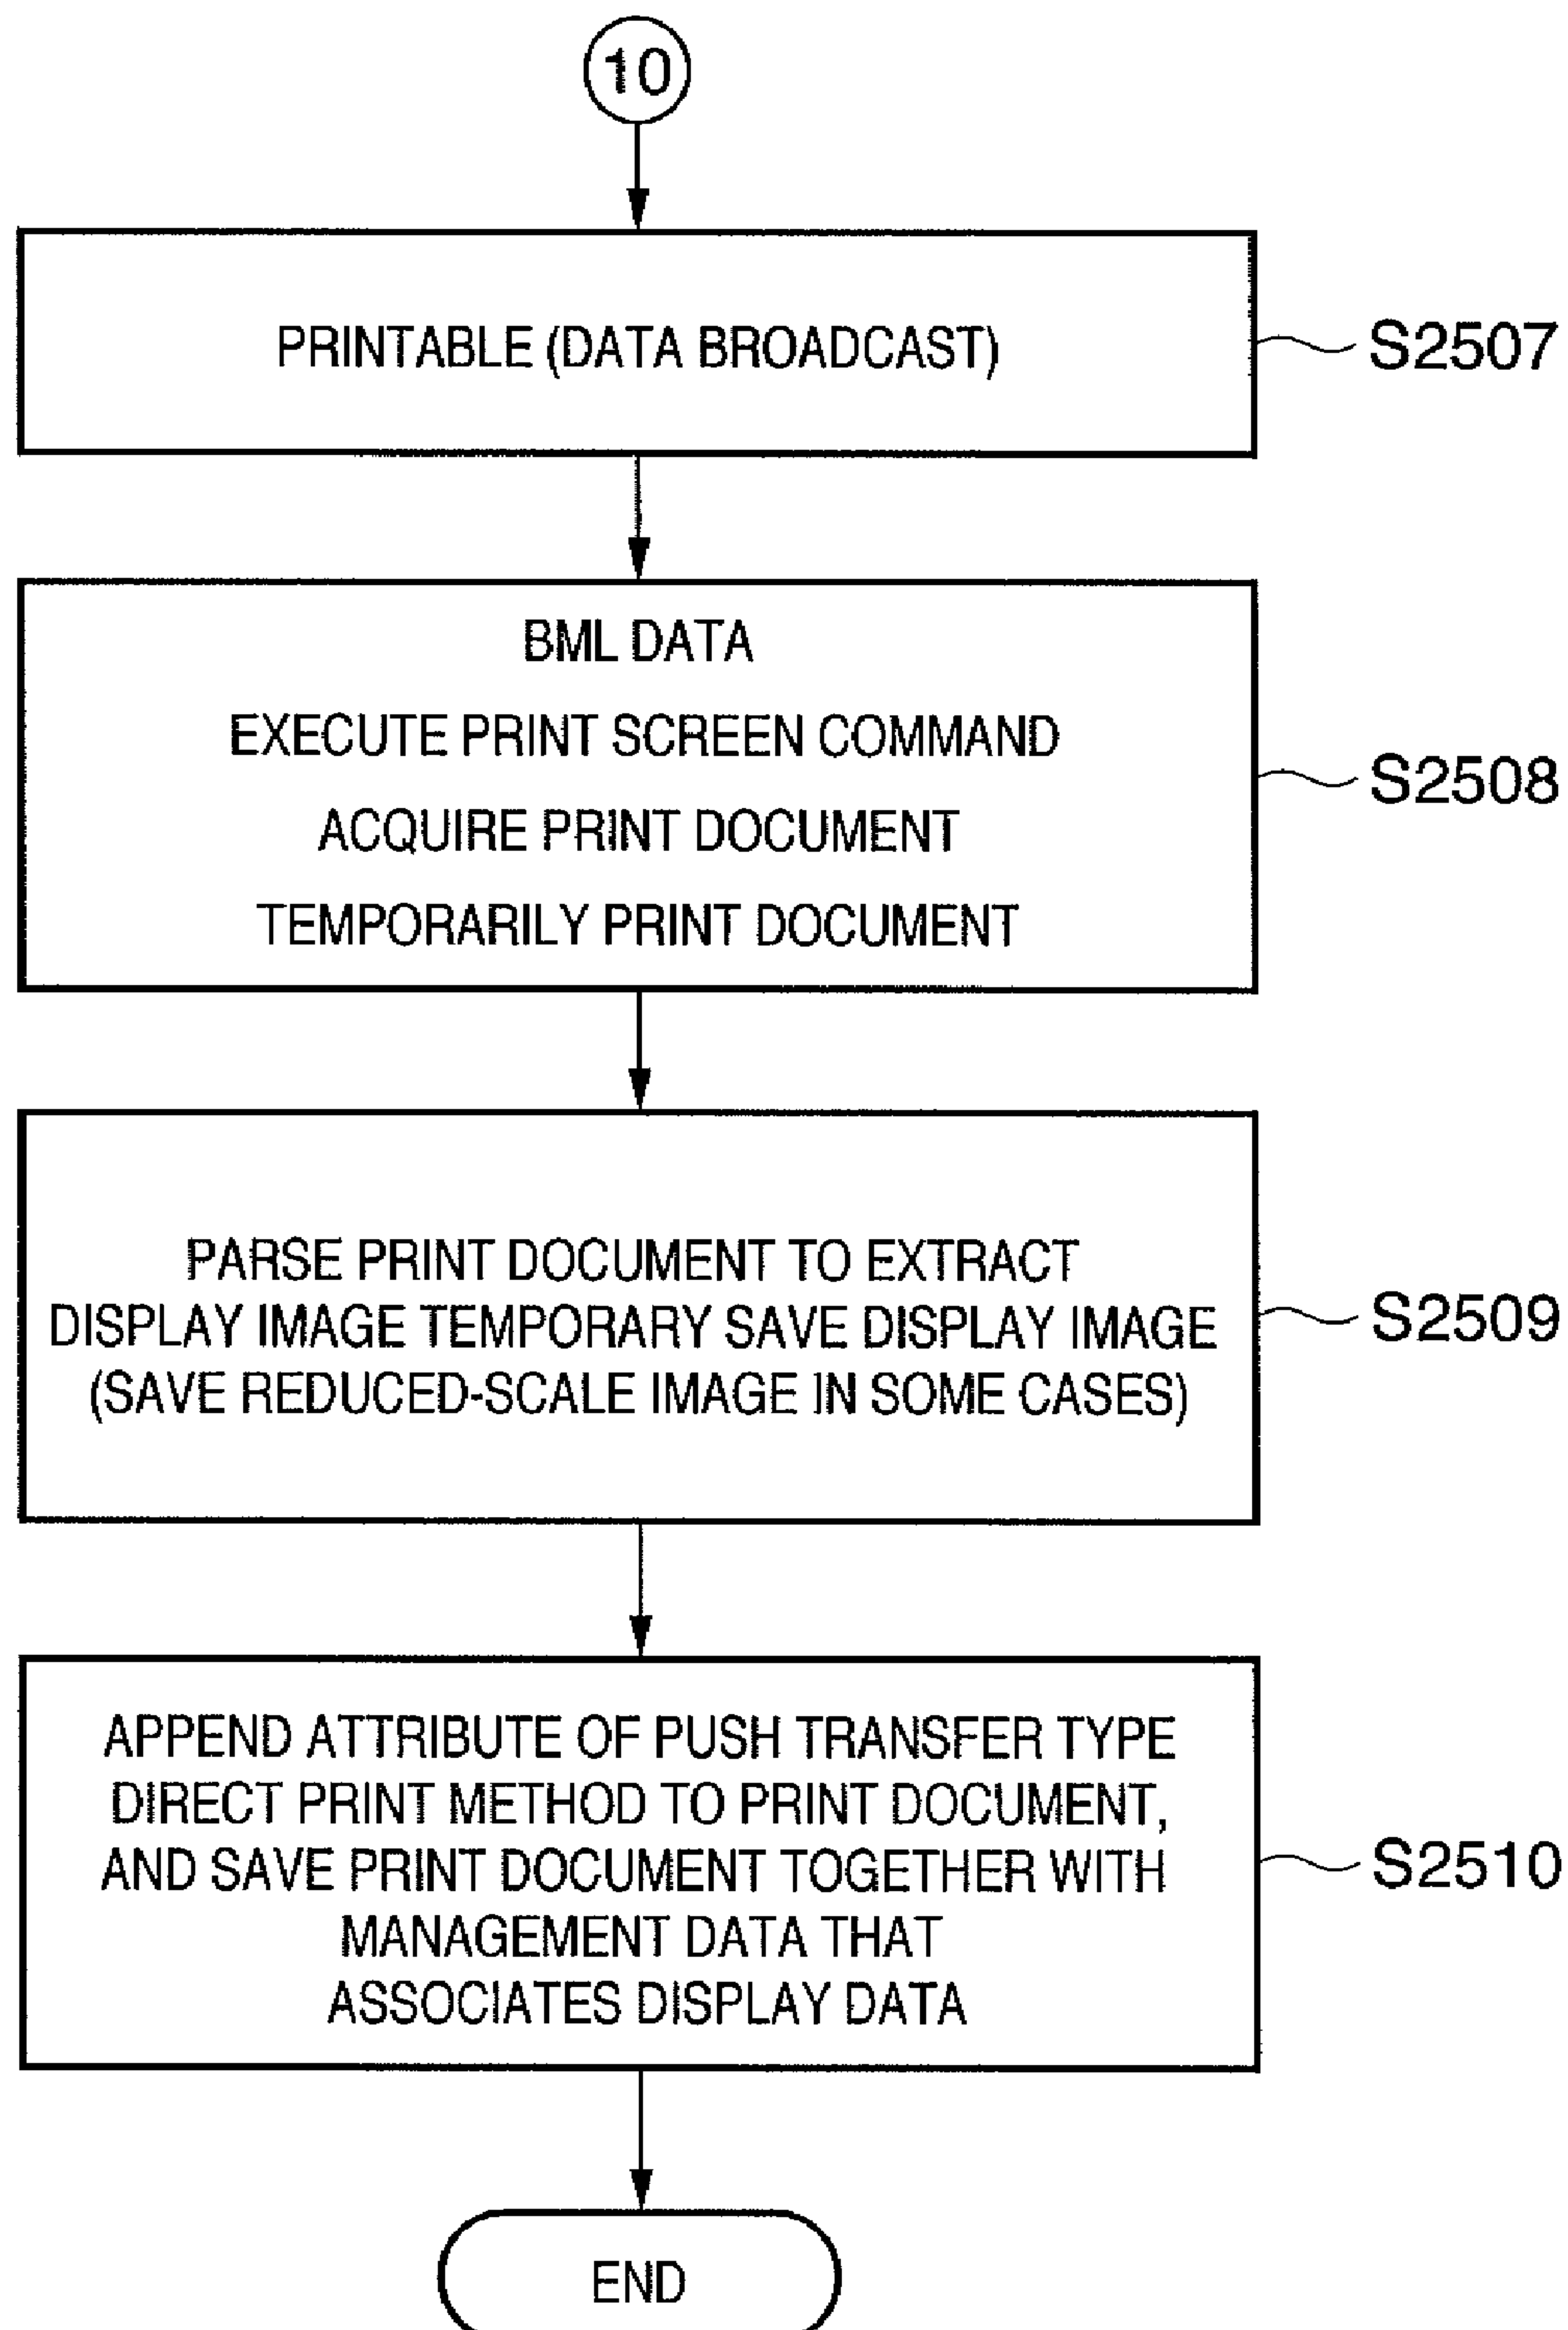 10
PRINTABLE (DATA BROADCAST)
S2507
BML DATA
EXECUTE PRINT SCREEN COMMAND
ACQUIRE PRINT DOCUMENT
TEMPORARILY PRINT DOCUMENT
S2508
PARSE PRINT DOCUMENT TO EXTRACT
DISPLAY IMAGE TEMPORARY SAVE DISPLAY IMAGE
(SAVE REDUCED-SCALE IMAGE IN SOME CASES)
S2509
APPEND ATTRIBUTE OF PUSH TRANSFER TYPE
DIRECT PRINT METHOD TO PRINT DOCUMENT,
AND SAVE PRINT DOCUMENT TOGETHER WITH
MANAGEMENT DATA THAT
ASSOCIATES DISPLAY DATA
S2510
END